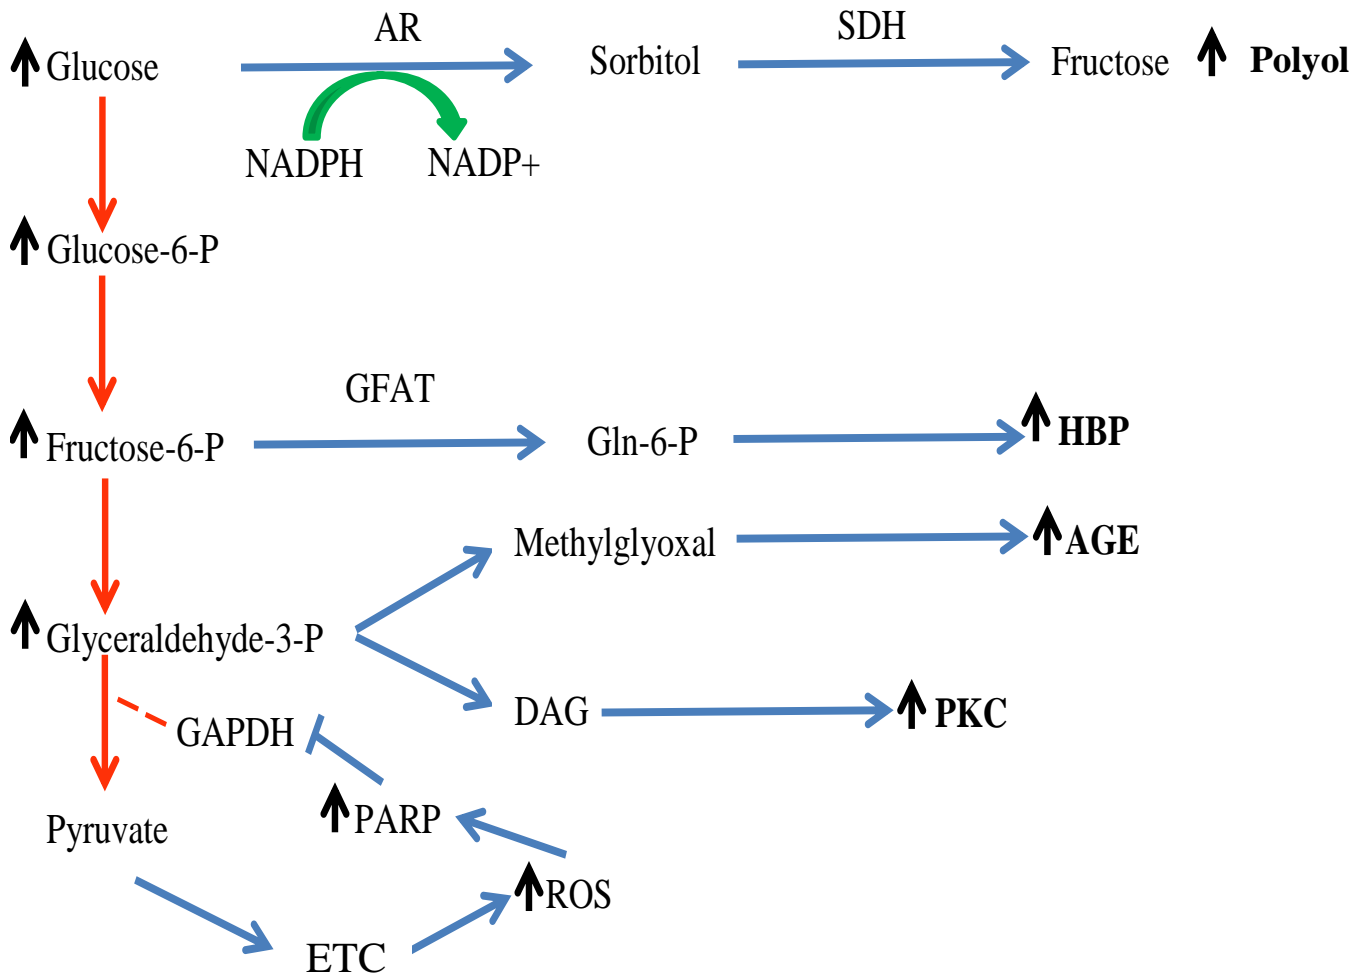 AR
SDH
Glucose
Sorbitol
Fructose
Polyol
NADPH
NADP+
Glucose-6-P
GFAT
Fructose-6-P
Gln-6-P
HBP
Methylglyoxal
AGE
Glyceraldehyde-3-P
DAG
PKC
GAPDH
PARP
Pyruvate
ROS
ETC